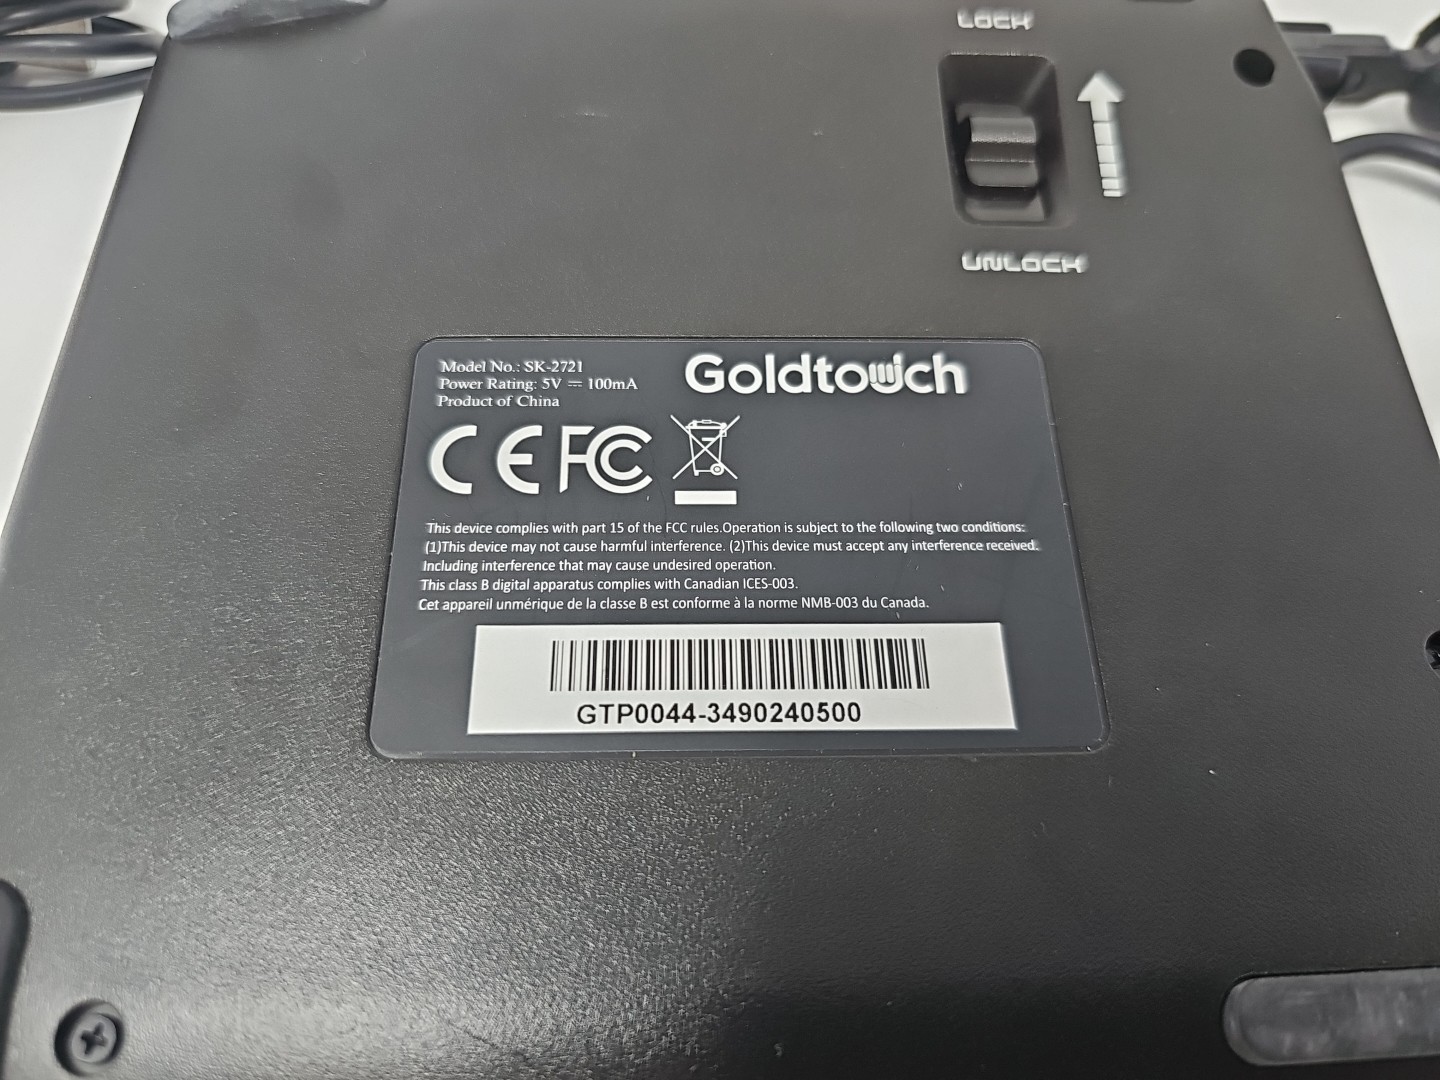 LOCK
UNLOCK
Goldtouch
Model No.: SK-2721
Power Rating: 5V ⎓ 100mA
Product of China
CE FC
This device complies with part 15 of the FCC rules.Operation is subject to the following two conditions:
(1)This device may not cause harmful interference. (2)This device must accept any interference received.
Including interference that may cause undesired operation.
This class B digital apparatus complies with Canadian ICES-003.
Cet appareil unmérique de la classe B est conforme à la norme NMB-003 du Canada.
GTP0044-3490240500